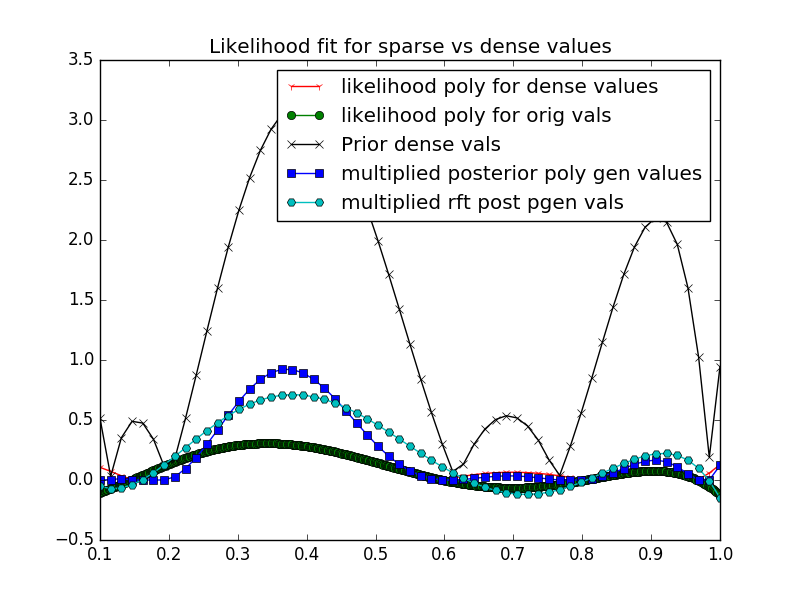 Likelihood fit for sparse vs dense values
3.5
3.0
2.5
2.0
1.5
1.0
0.5
0.0
−0.5
likelihood poly for dense values
likelihood poly for orig vals
Prior dense vals
multiplied posterior poly gen values
multiplied rft post pgen vals
0.1 0.2 0.3 0.4 0.5 0.6 0.7 0.8 0.9 1.0